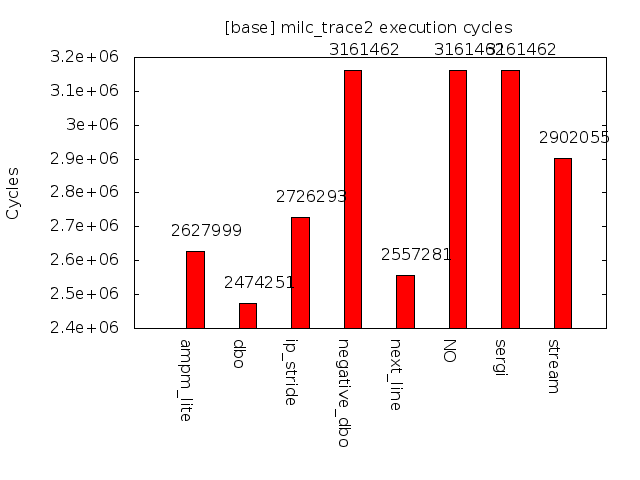 [base] milc_trace2 execution cycles
3.2e+06
3.1e+06
3e+06
2.9e+06
2.8e+06
2.7e+06
2.6e+06
2.5e+06
2.4e+06
Cycles
2627999
2474251
2726293
3161462
2557281
3161462
3161462
2902055
ampm_lite
dbo
ip_stride
negative_dbo
next_line
NO
sergi
stream